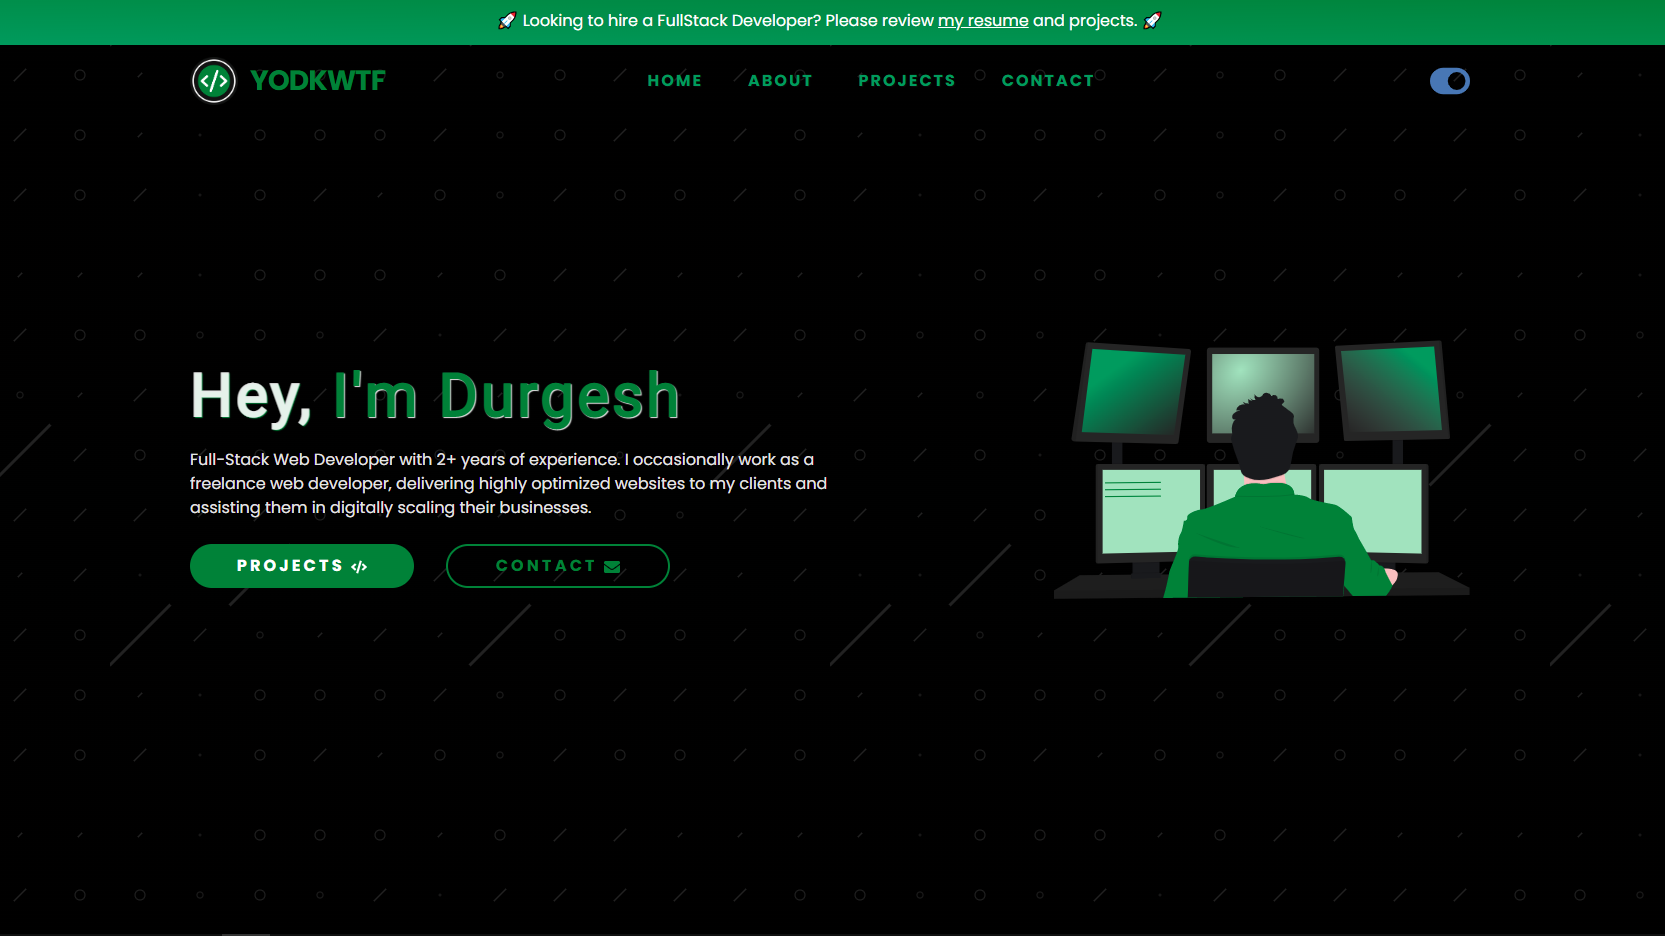 🚀 Looking to hire a FullStack Developer? Please review my resume and projects. 🚀
YODKWTF
HOME
ABOUT
PROJECTS
CONTACT
Hey, I'm Durgesh
Full-Stack Web Developer with 2+ years of experience. I occasionally work as a
freelance web developer, delivering highly optimized websites to my clients and
assisting them in digitally scaling their businesses.
PROJECTS
CONTACT